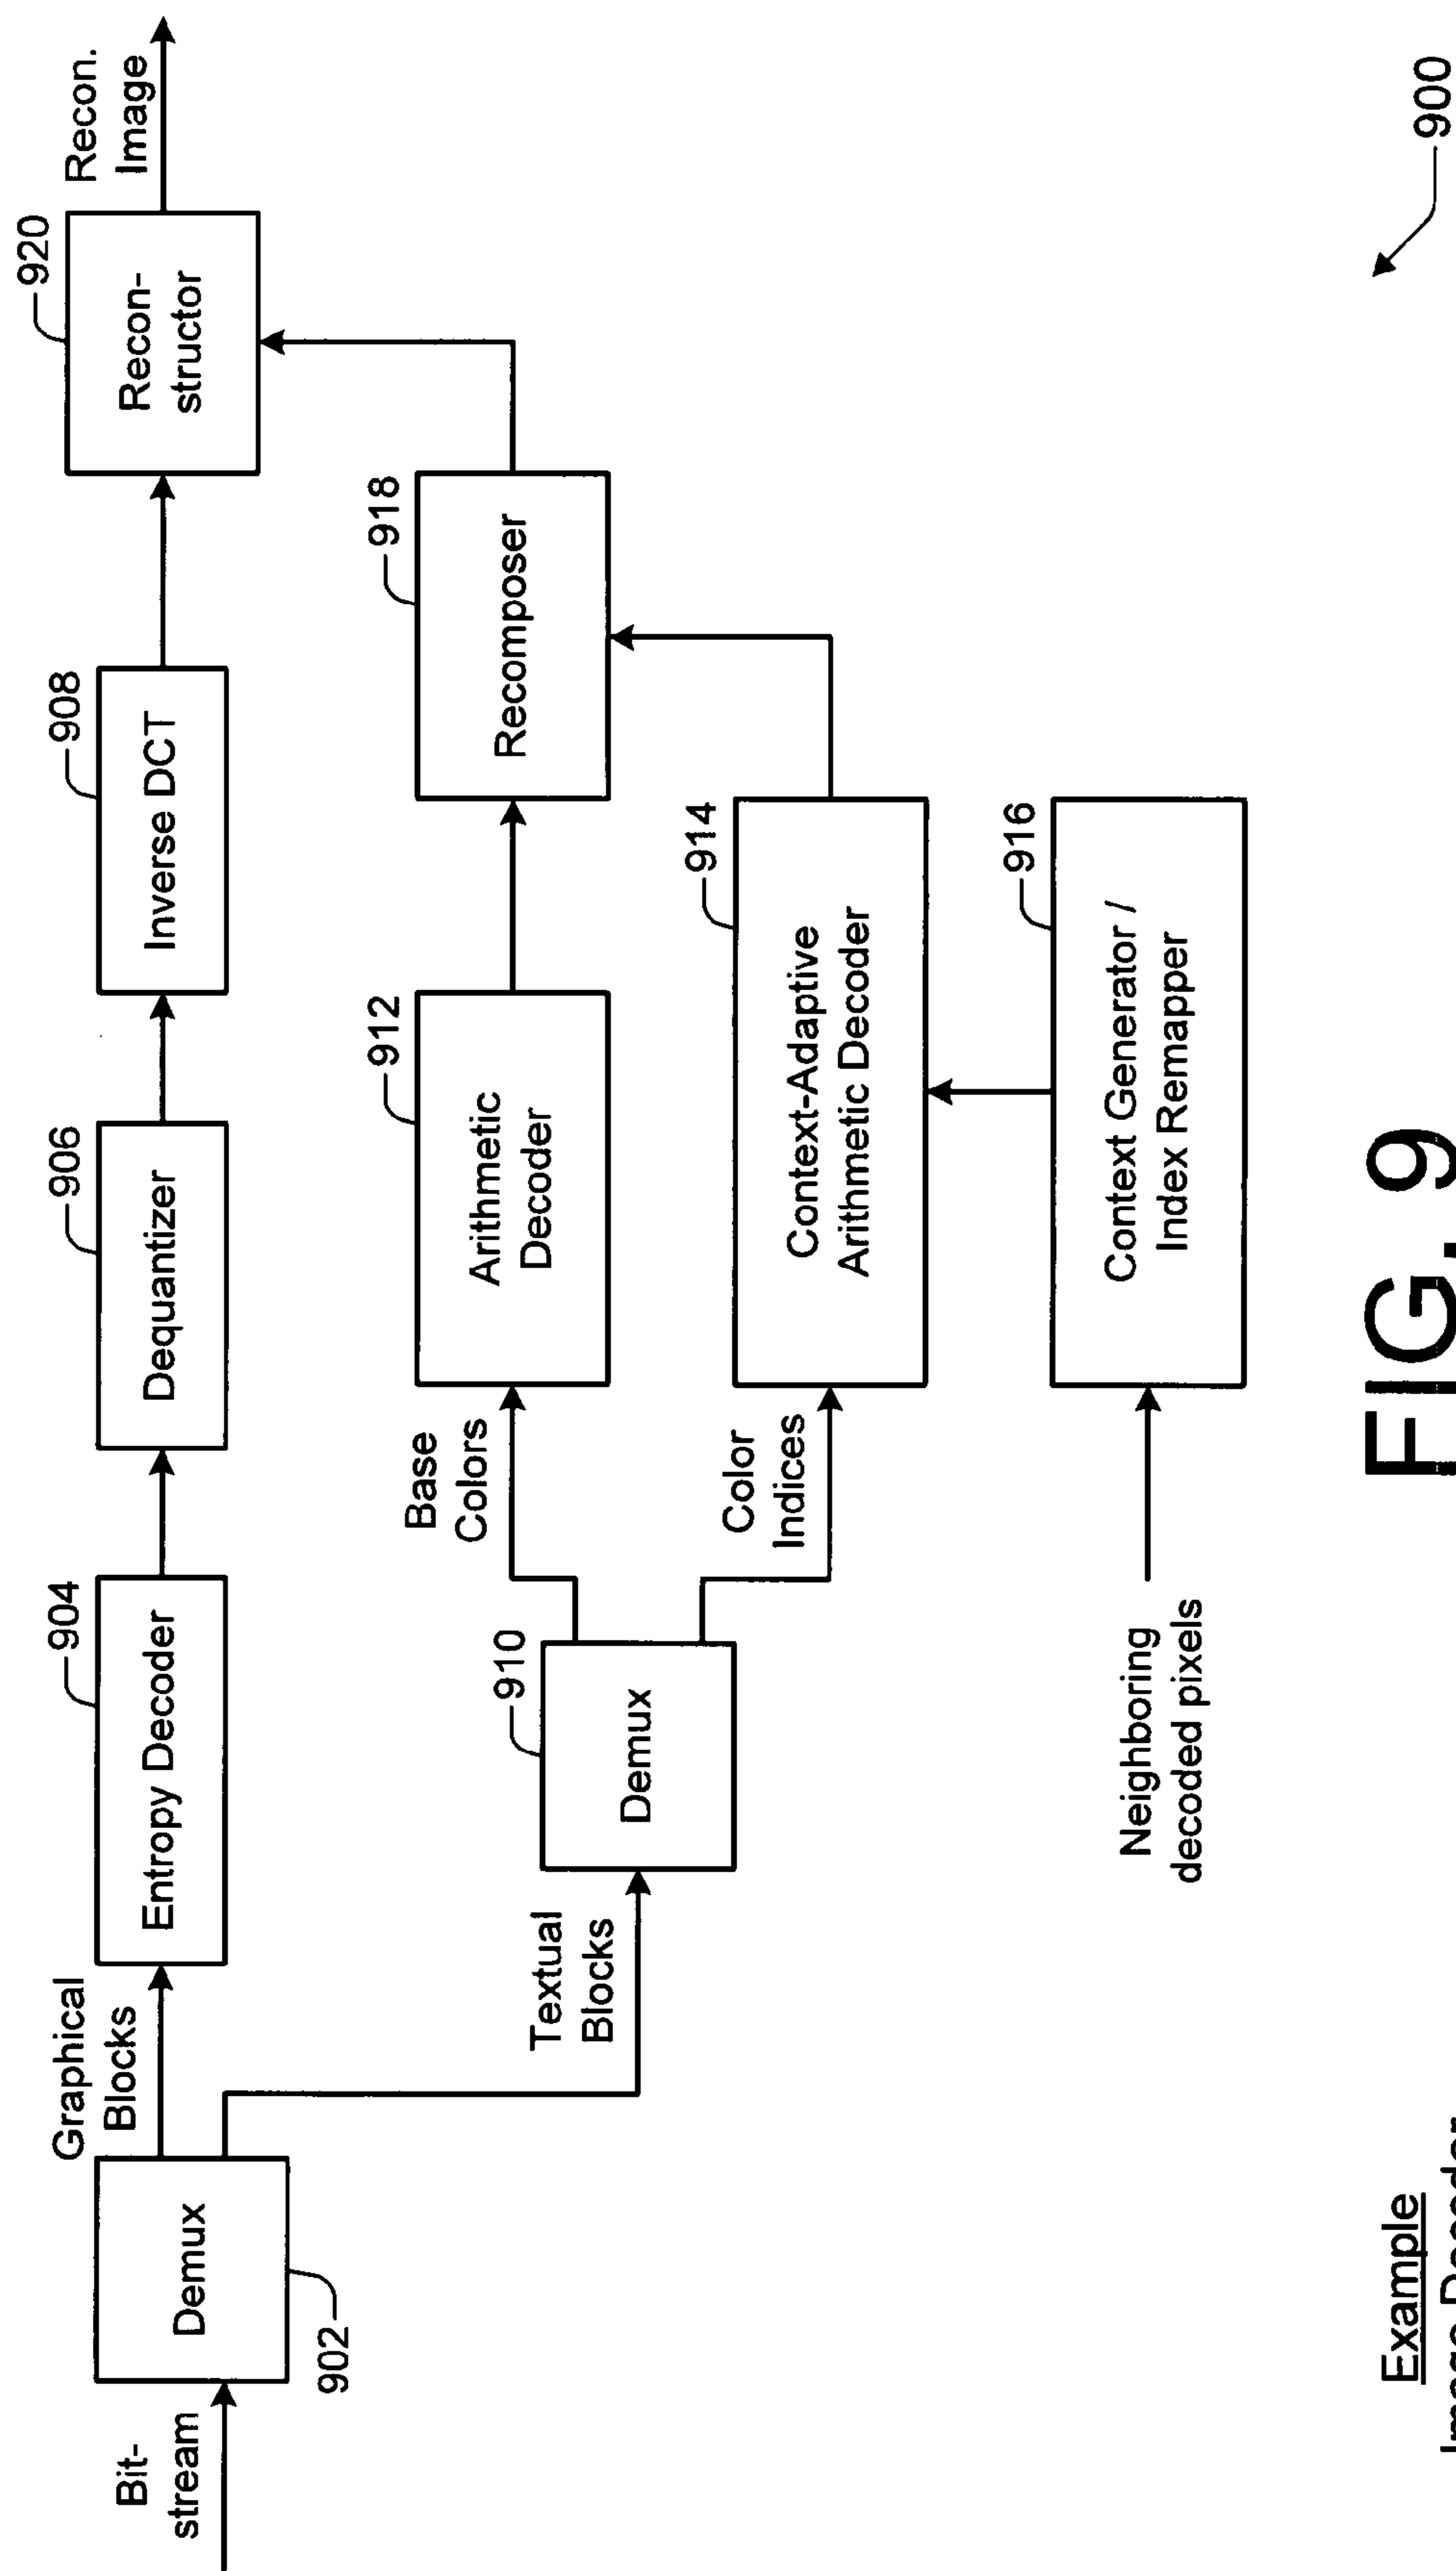 Bit-
stream
Demux
902
Graphical
Blocks
Entropy Decoder
904
Dequantizer
906
Inverse DCT
908
Recon-
structor
920
Recon.
Image
Textual
Blocks
Demux
910
Base
Colors
Arithmetic
Decoder
912
Recomposer
918
Color
Indices
Context-Adaptive
Arithmetic Decoder
914
Neighboring
decoded pixels
Context Generator /
Index Remapper
916
Example
Image Decoder
FIG. 9
900